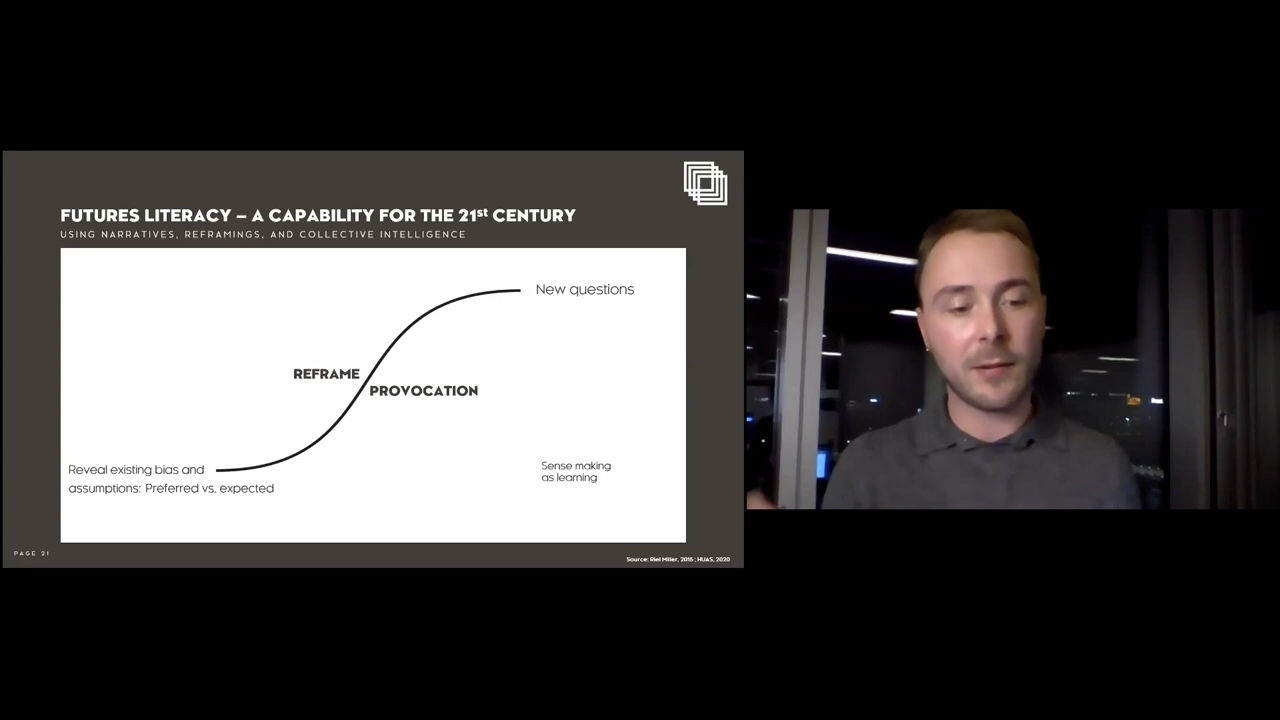 FUTURES LITERACY – A CAPABILITY FOR THE 21st CENTURY
USING NARRATIVES, REFRAMINGS, AND COLLECTIVE INTELLIGENCE
New questions
REFRAME
PROVOCATION
Reveal existing bias and
assumptions: Preferred vs. expected
Sense making
as learning
PAGE 21
Source: Riel Miller, 2015 ; HUAS, 2020